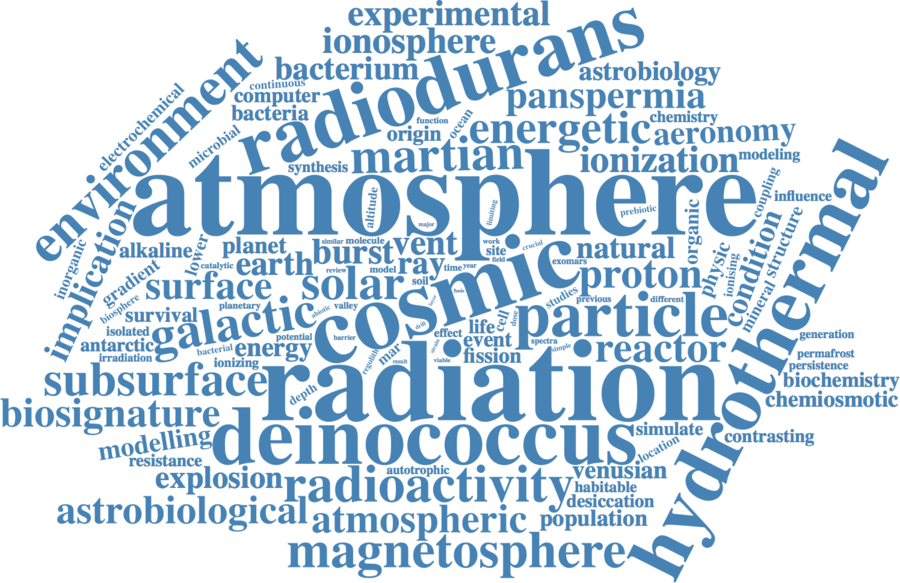 experimental
ionosphere
radiodurans
bacterium
continuous
computer
bacteria
astrobiology
panspermia
environment
electrochemical
microbial
function
origin
ocean
energetic
chemistry
aeronomy
synthesis
martian
ionization
modeling
atmosphere
altitude
major
limiting
prebiotic
organic
coupling
influence
implication
inorganic
alkaline
lower
planet
similar
molecule
burst
vent
work
site
field
crucial
natural
physic
ionising
condition
mineral structure
hydrothermal
gradient
catalytic
earth
review
model
ray
time
year
exomars
proton
biosphere
surface
solar
soil
cosmic
studies
previous
different
survival
planetary
abiotic
valley
drill
isolated
galactic
potential
barrier
effect
life
cell
dose
particle
generation
antarctic
bacterial
energy
mar
event
spectra
simple
irradiation
ionizing
regolith
result
viable
fission
reactor
permafrost
persistence
subsurface
radiation
biochemistry
depth
chemiosmotic
biosignature
deinococcus
simulate
modelling
location
contrasting
resistance
autotrophic
venusian
explosion
radioactivity
habitable
desiccation
astrobiological
atmospheric
population
magnetosphere